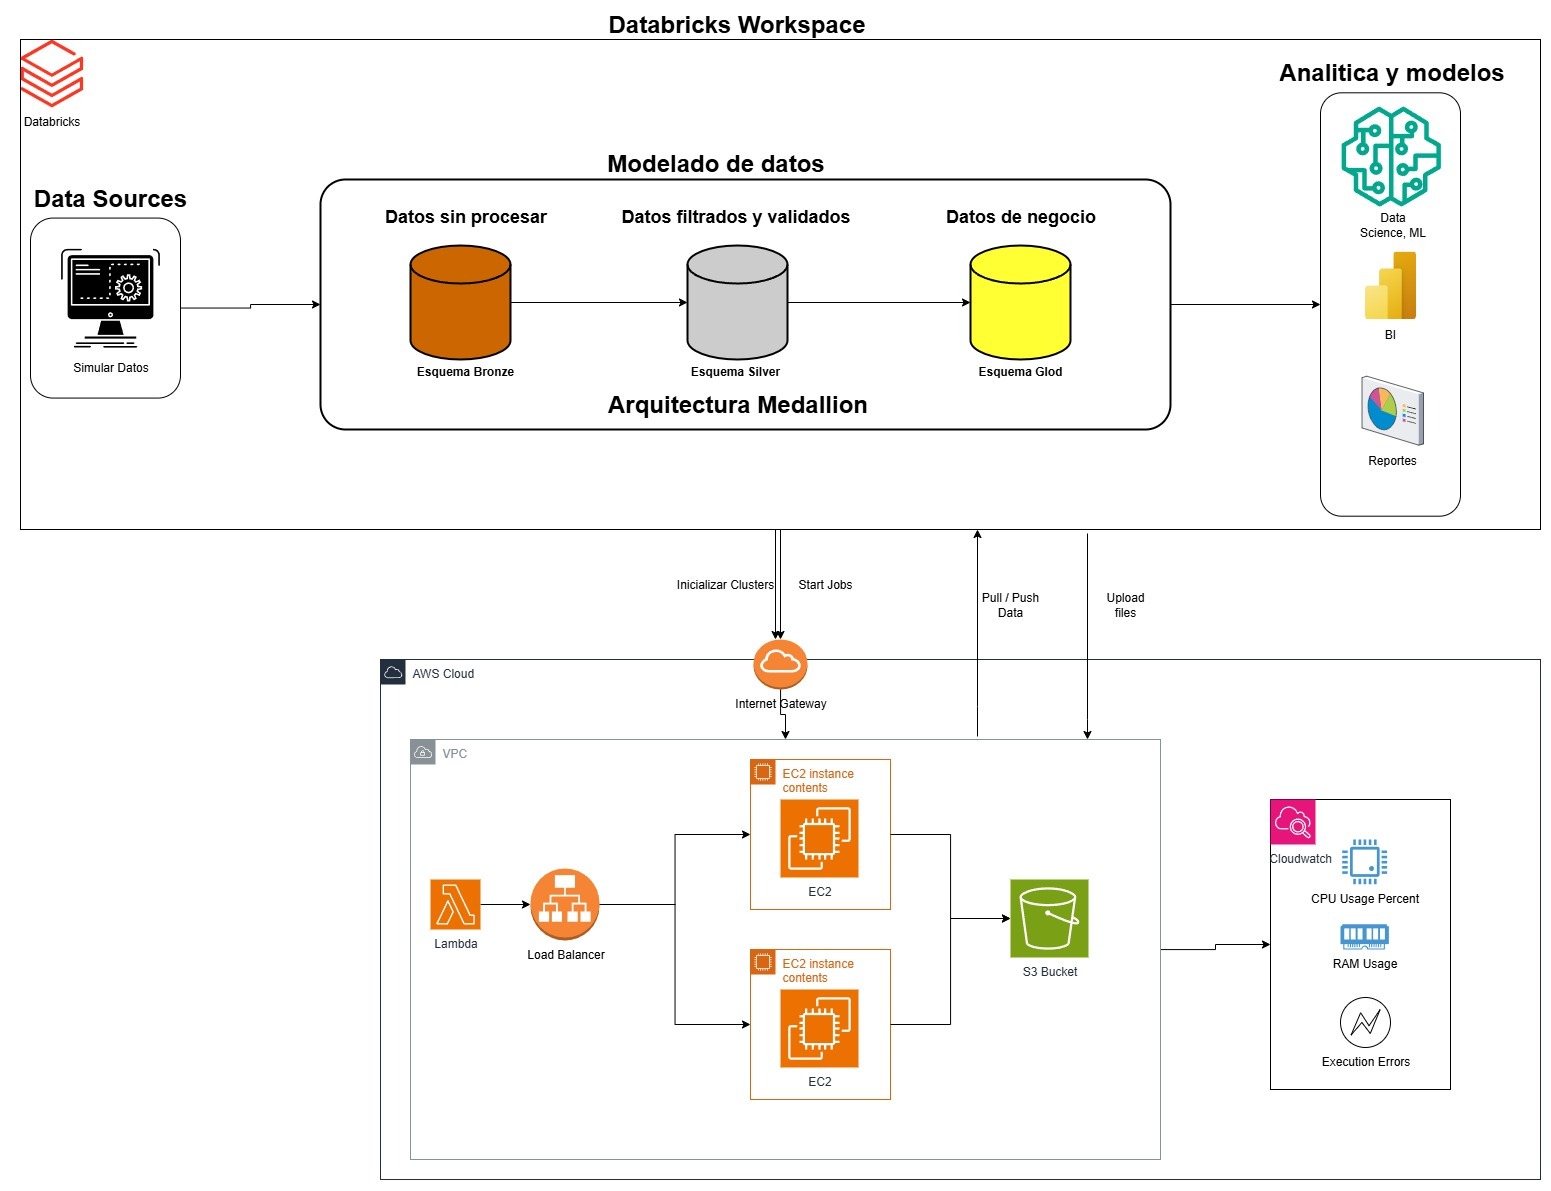 Databricks Workspace
Databricks
Analitica y modelos
Data
Science, ML
BI
Reportes
Modelado de datos
Data Sources
Simular Datos
Datos sin procesar
Datos filtrados y validados
Datos de negocio
Esquema Bronze
Esquema Silver
Esquema Glod
Arquitectura Medallion
Inicializar Clusters
Start Jobs
Pull / Push
Data
Upload
files
AWS Cloud
Internet Gateway
VPC
EC2 instance
contents
EC2
Lambda
Load Balancer
EC2 instance
contents
EC2
S3 Bucket
Cloudwatch
CPU Usage Percent
RAM Usage
Execution Errors